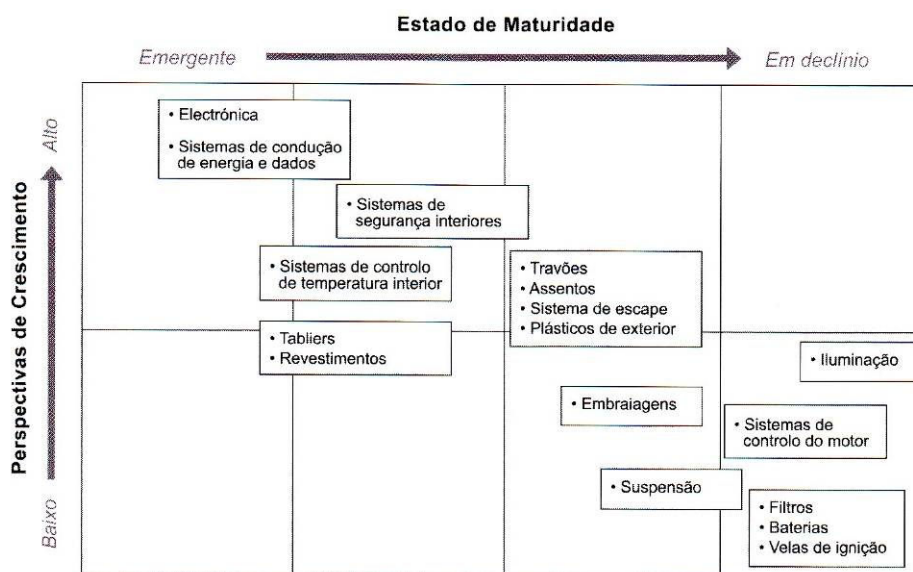 Estado de Maturidade
Emergente
Em declínio
Perspectivas de Crescimento
Alto
Baixo
• Electrónica
• Sistemas de condução
de energia e dados
• Sistemas de
segurança interiores
• Sistemas de controlo
de temperatura interior
• Travões
• Assentos
• Sistema de escape
• Plásticos de exterior
• Tabliers
• Revestimentos
• Iluminação
• Embraiagens
• Sistemas de
controlo do motor
• Suspensão
• Filtros
• Baterias
• Velas de ignição